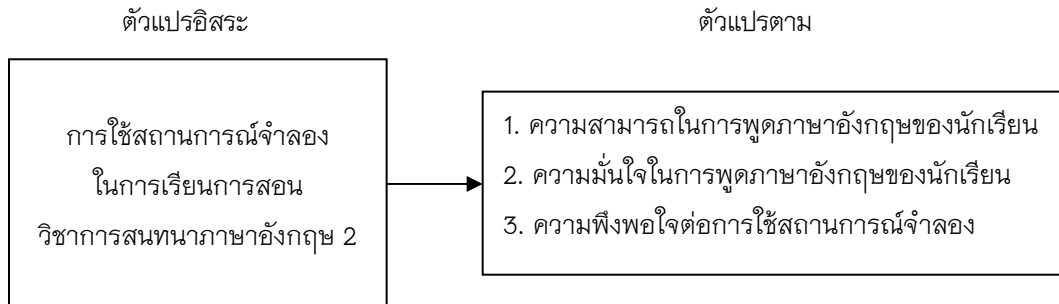 ตัวแปรอิสระ
ตัวแปรตาม
การใช้สถานการณ์จำลอง
ในการเรียนการสอน
วิชาการสนทนาภาษาอังกฤษ 2
1. ความสามารถในการพูดภาษาอังกฤษของนักเรียน
2. ความมั่นใจในการพูดภาษาอังกฤษของนักเรียน
3. ความพึงพอใจต่อการใช้สถานการณ์จำลอง